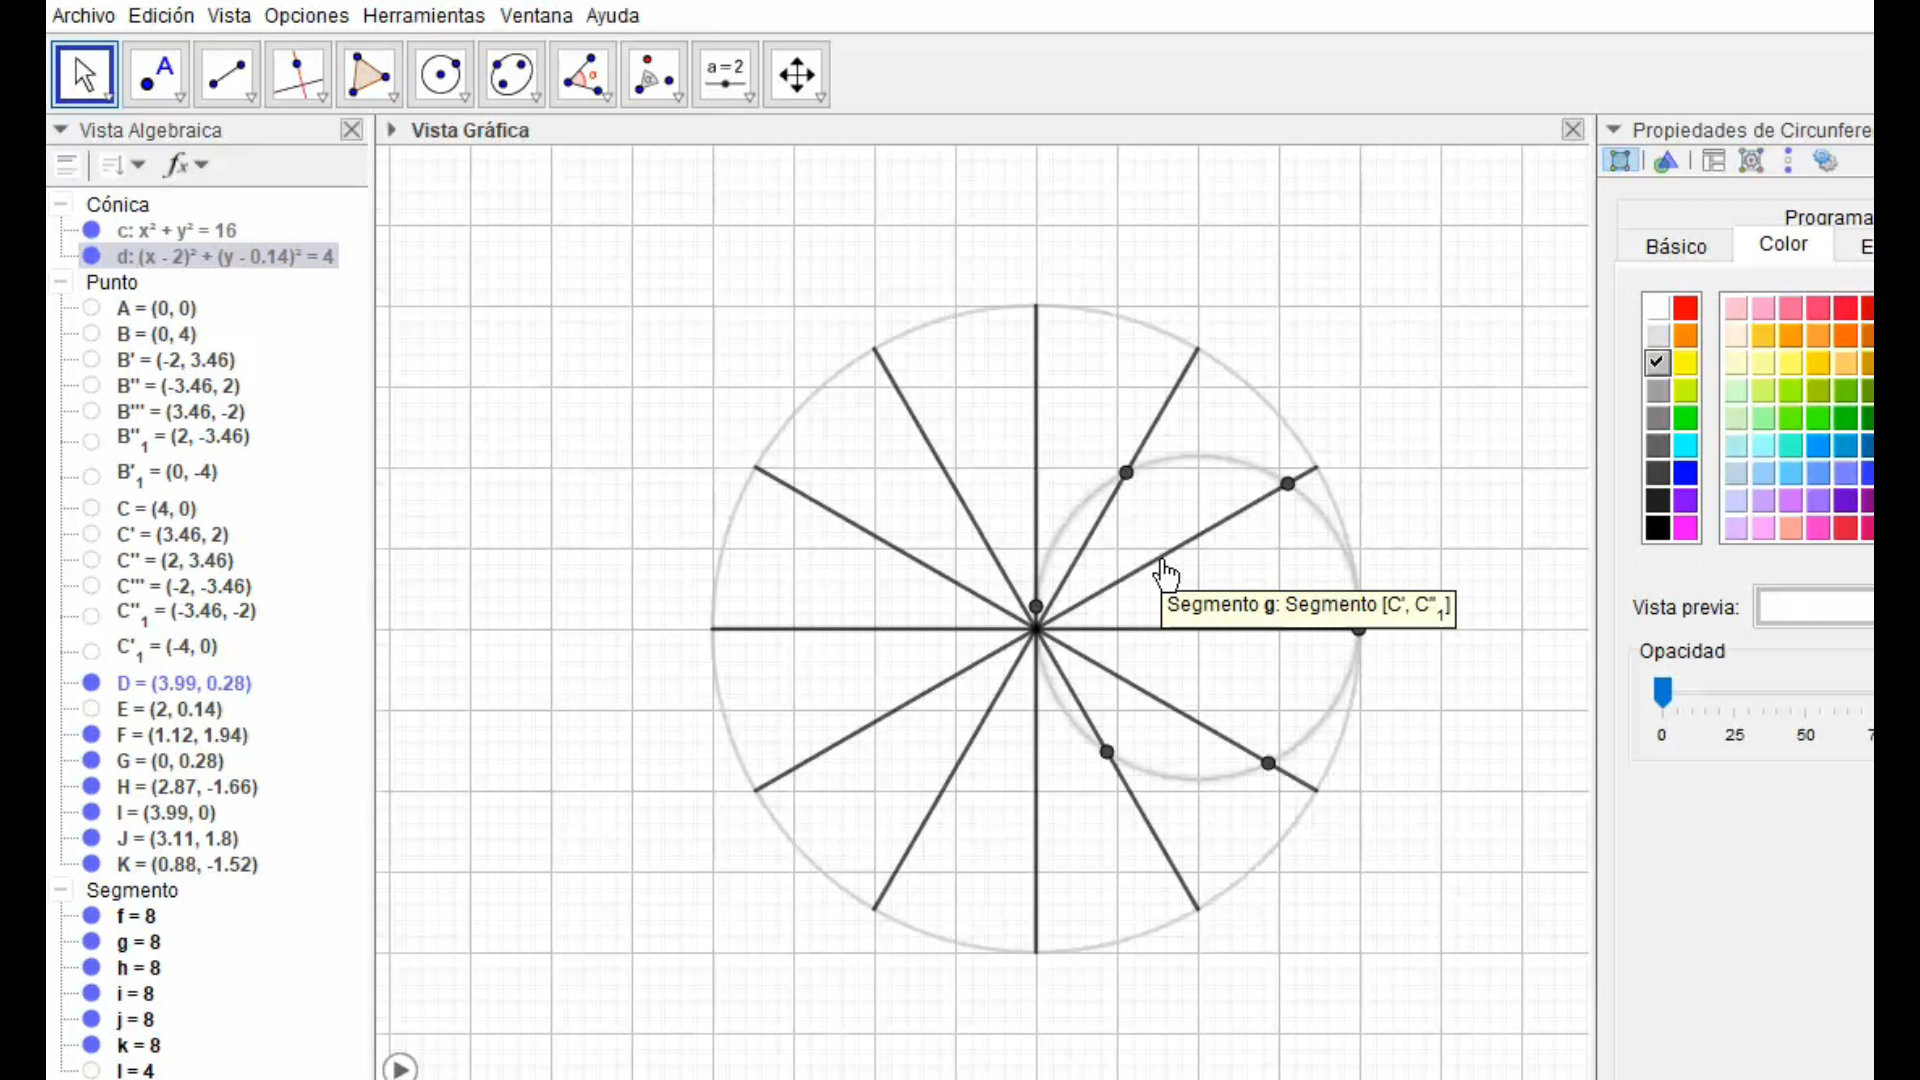 Archivo Edición Vista Opciones Herramientas Ventana Ayuda
A
α
a = 2
Vista Algebraica
Vista Gráfica
Propiedades de Circunfere
fx
Cónica
c: x² + y² = 16
d: (x - 2)² + (y - 0.14)² = 4
Punto
A = (0, 0)
B = (0, 4)
B' = (-2, 3.46)
B'' = (-3.46, 2)
B''' = (3.46, -2)
B''₁ = (2, -3.46)
B'₁ = (0, -4)
C = (4, 0)
C' = (3.46, 2)
C'' = (2, 3.46)
C''' = (-2, -3.46)
C''₁ = (-3.46, -2)
C'₁ = (-4, 0)
D = (3.99, 0.28)
E = (2, 0.14)
F = (1.12, 1.94)
G = (0, 0.28)
H = (2.87, -1.66)
I = (3.99, 0)
J = (3.11, 1.8)
K = (0.88, -1.52)
Segmento
f = 8
g = 8
h = 8
i = 8
j = 8
k = 8
l = 4
Segmento g: Segmento [C', C''₁]
Programa
Básico Color E
Vista previa:
Opacidad
0 25 50 7